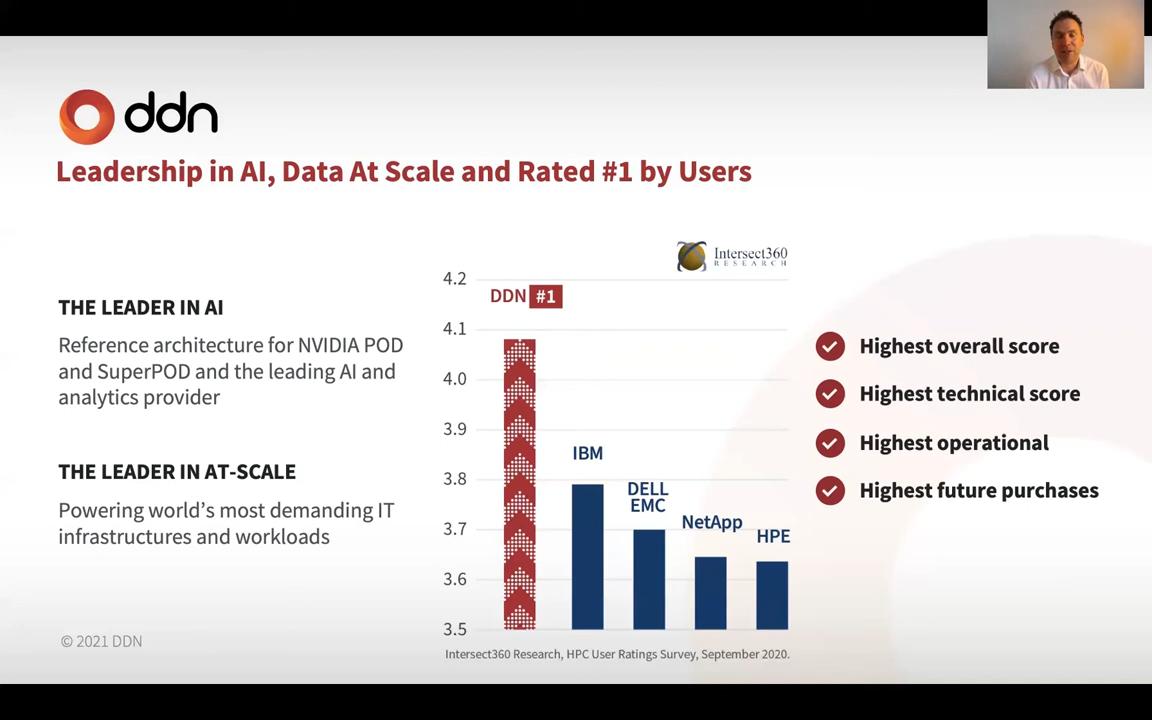 ddn
Leadership in AI, Data At Scale and Rated #1 by Users
THE LEADER IN AI
Reference architecture for NVIDIA POD
and SuperPOD and the leading AI and
analytics provider
THE LEADER IN AT-SCALE
Powering world's most demanding IT
infrastructures and workloads
© 2021 DDN
Intersect360
RESEARCH
4.2
4.1
4.0
3.9
3.8
3.7
3.6
3.5
DDN #1
IBM
DELL
EMC
NetApp
HPE
Intersect360 Research, HPC User Ratings Survey, September 2020.
Highest overall score
Highest technical score
Highest operational
Highest future purchases